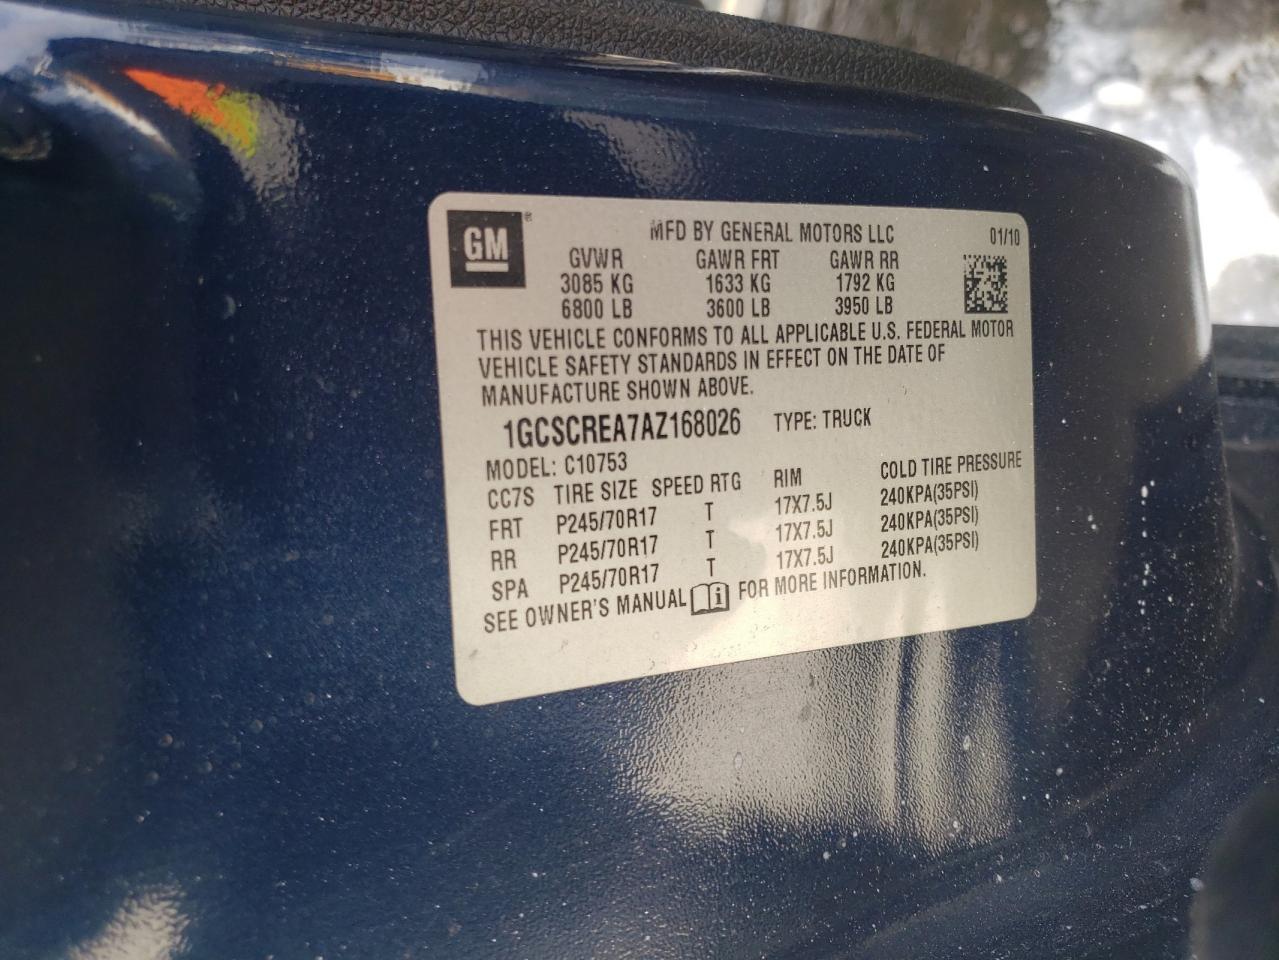 GM® MFD BY GENERAL MOTORS LLC 01/10
GVWR GAWR FRT GAWR RR
3085 KG 1633 KG 1792 KG
6800 LB 3600 LB 3950 LB
THIS VEHICLE CONFORMS TO ALL APPLICABLE U.S. FEDERAL MOTOR
VEHICLE SAFETY STANDARDS IN EFFECT ON THE DATE OF
MANUFACTURE SHOWN ABOVE.
1GCSCREA7AZ168026 TYPE: TRUCK
MODEL: C10753
CC7S TIRE SIZE SPEED RTG RIM COLD TIRE PRESSURE
FRT P245/70R17 T 17X7.5J 240KPA(35PSI)
RR P245/70R17 T 17X7.5J 240KPA(35PSI)
SPA P245/70R17 T 17X7.5J 240KPA(35PSI)
SEE OWNER'S MANUAL FOR MORE INFORMATION.